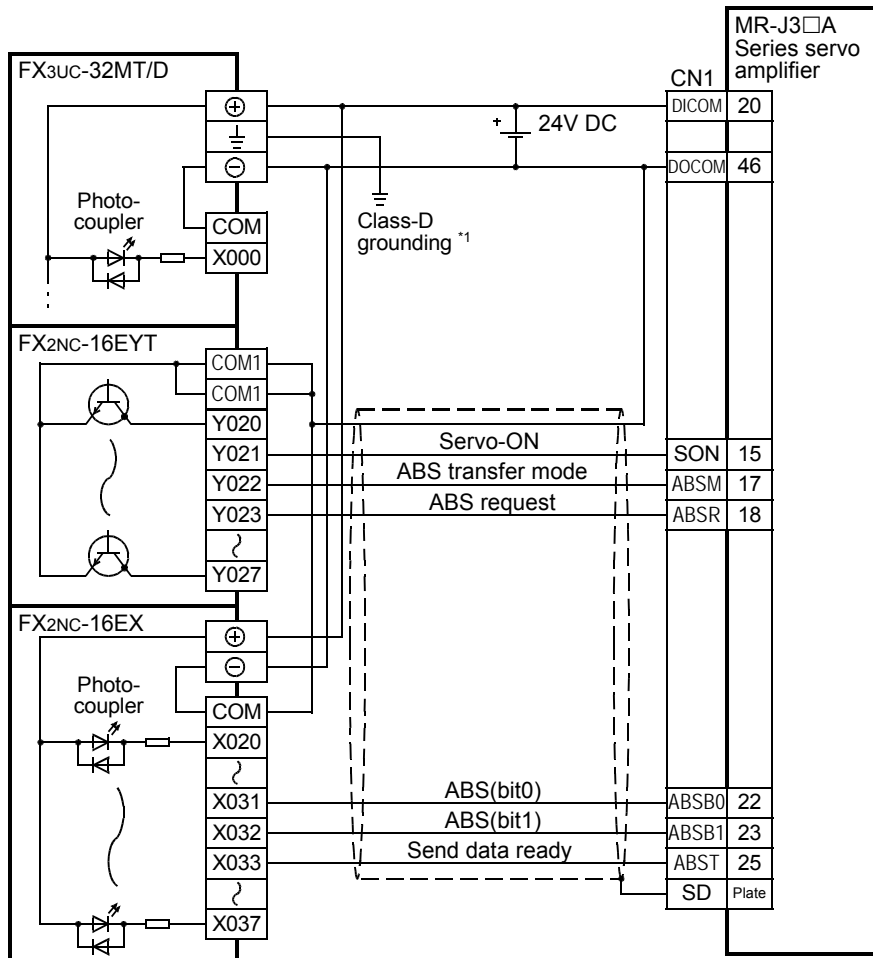 MR-J3□A
Series servo
amplifier
FX3UC-32MT/D
CN1
⊕
DICOM 20
+
24V DC
⊖
DOCOM 46
Photo-
coupler
COM
Class-D
grounding *1
X000
FX2NC-16EYT
COM1
COM1
Y020
Y021
Servo-ON
SON 15
Y022
ABS transfer mode
ABSM 17
Y023
ABS request
ABSR 18
Y027
FX2NC-16EX
⊕
⊖
Photo-
coupler
COM
X020
X031
ABS(bit0)
ABSB0 22
X032
ABS(bit1)
ABSB1 23
X033
Send data ready
ABST 25
SD Plate
X037